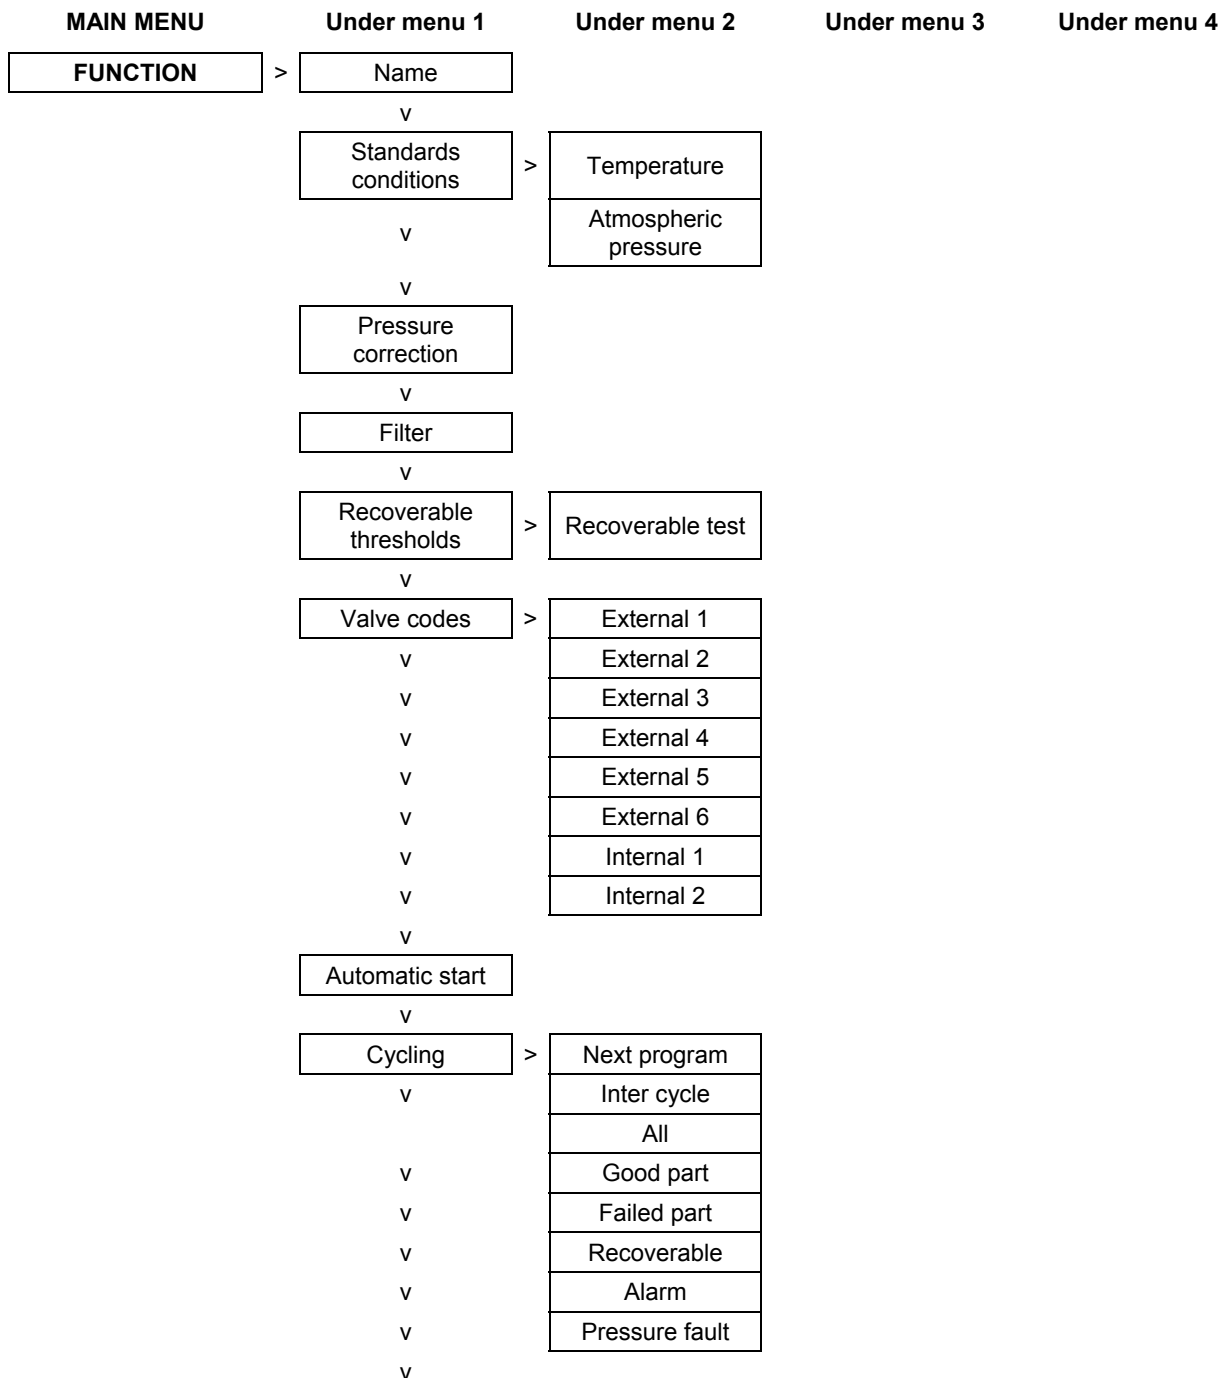 MAIN MENU Under menu 1 Under menu 2 Under menu 3 Under menu 4
FUNCTION > Name
v
Standards
conditions > Temperature
v Atmospheric
pressure
v
Pressure
correction
v
Filter
v
Recoverable
thresholds > Recoverable test
v
Valve codes > External 1
v External 2
v External 3
v External 4
v External 5
v External 6
v Internal 1
v Internal 2
v
Automatic start
v
Cycling > Next program
v Inter cycle
All
v Good part
v Failed part
v Recoverable
v Alarm
v Pressure fault
v